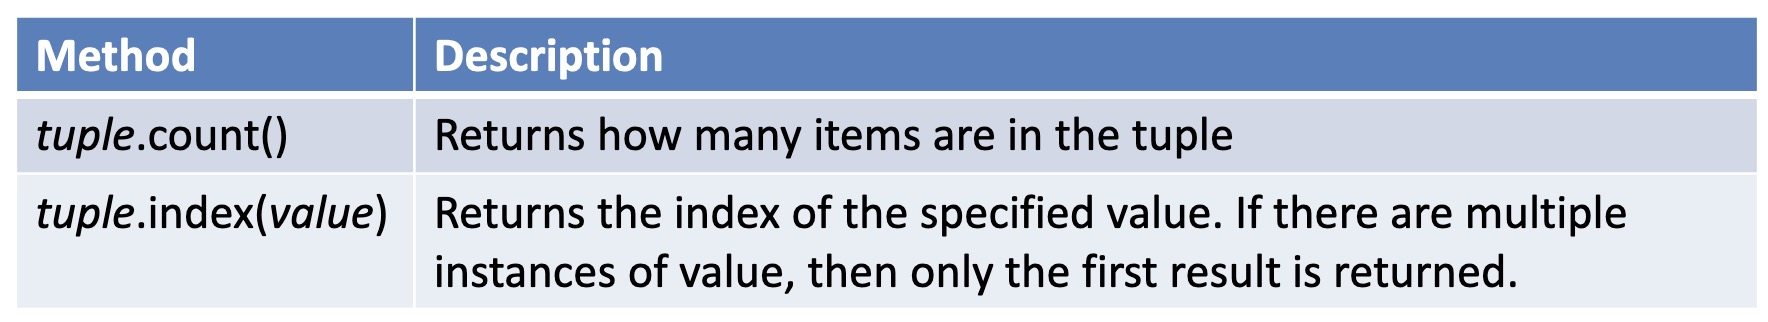 Method Description
tuple.count() Returns how many items are in the tuple
tuple.index(value) Returns the index of the specified value. If there are multiple
instances of value, then only the first result is returned.